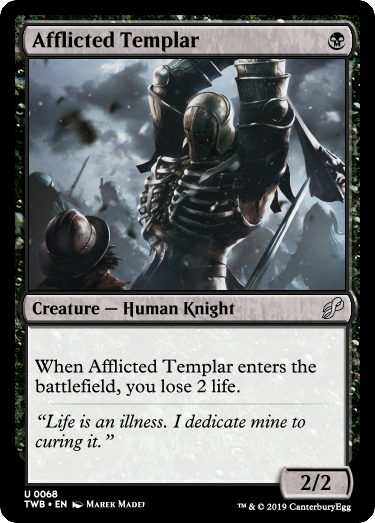 Afflicted Templar
Creature — Human Knight
When Afflicted Templar enters the
battlefield, you lose 2 life.
“Life is an illness. I dedicate mine to
curing it.”
2/2
U 0068
TWB • EN Marek Madej
™ & © 2019 CanterburyEgg